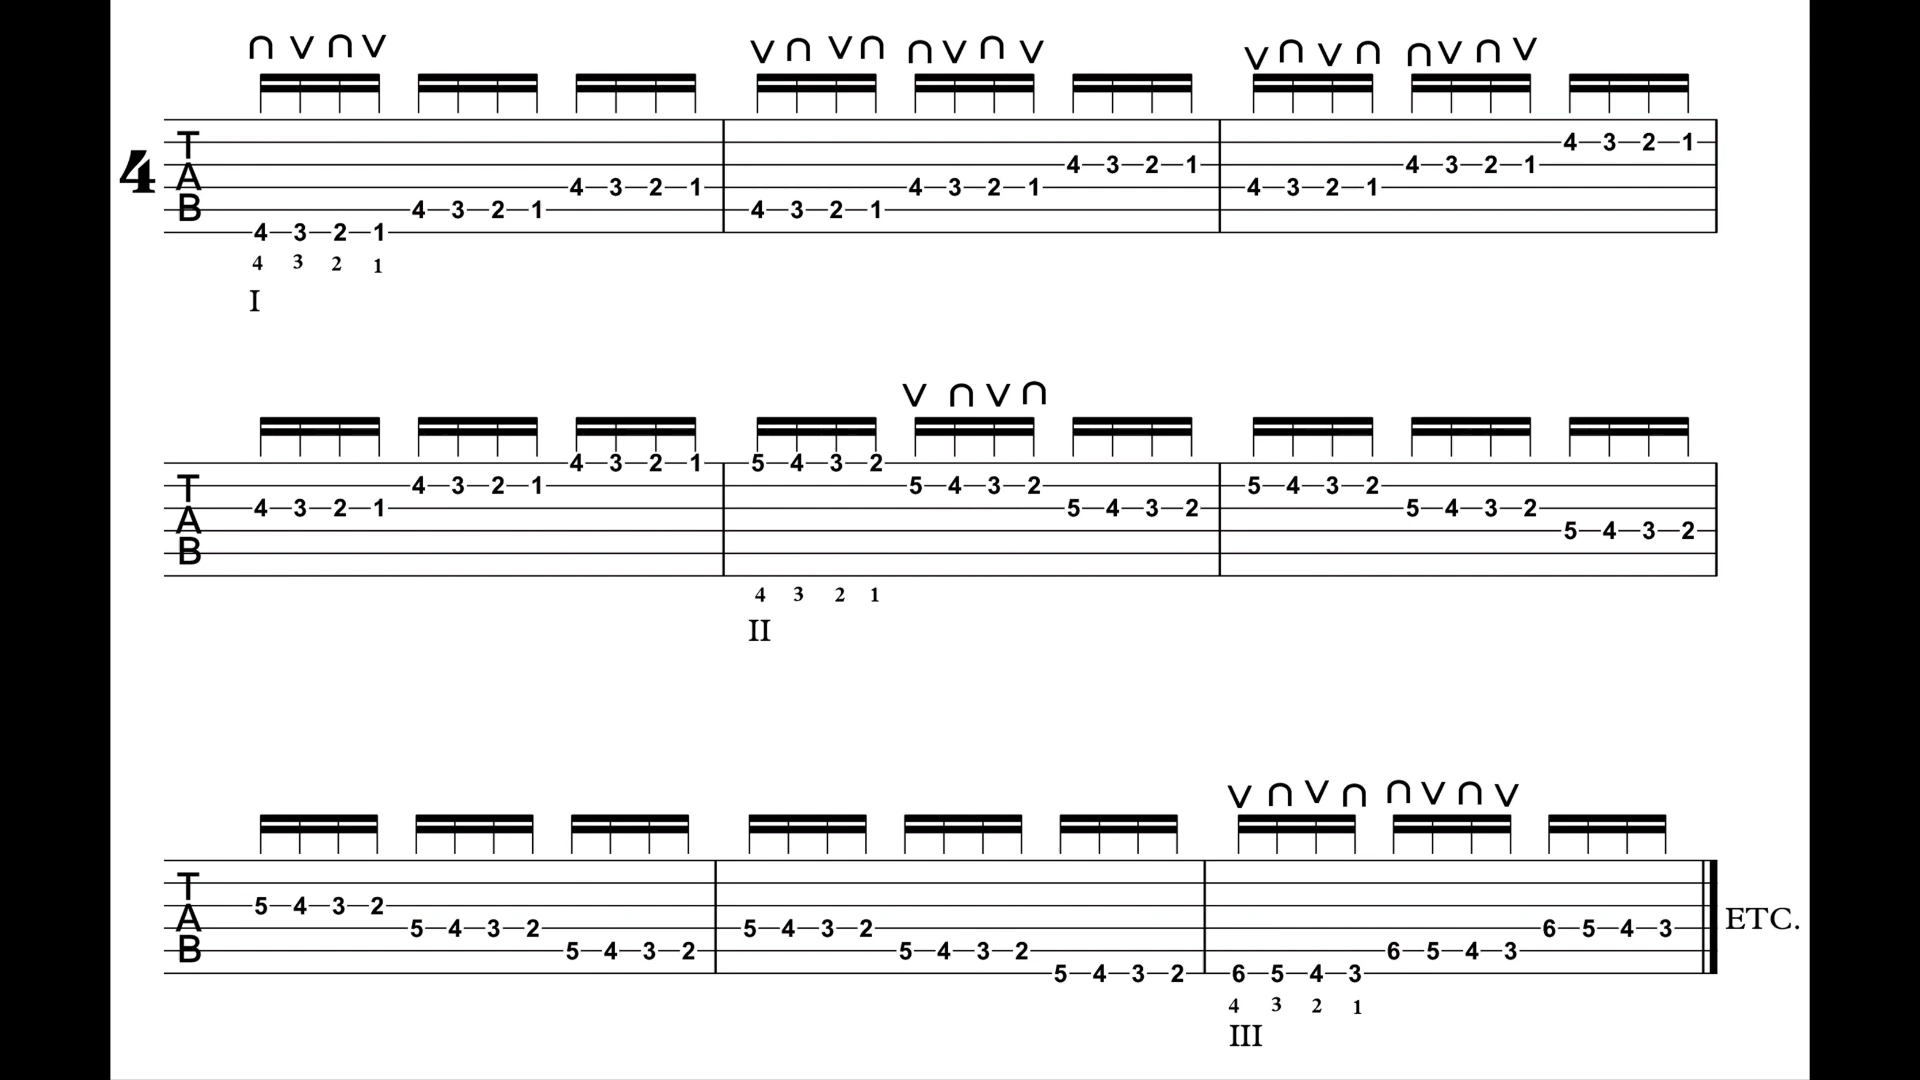 ∩ V ∩ V V ∩ V ∩ ∩ V ∩ V V ∩ V ∩ ∩ V ∩ V
4
T
A
B
4 3 2 1 4 3 2 1 4 3 2 1
4 3 2 1 4 3 2 1 4 3 2 1
4 3 2 1 4 3 2 1 4 3 2 1
4 3 2 1
I
V ∩ V ∩
T
A
B
4 3 2 1 4 3 2 1 4 3 2 1
5 4 3 2 5 4 3 2 5 4 3 2
5 4 3 2 5 4 3 2 5 4 3 2
4 3 2 1
II
V ∩ V ∩ ∩ V ∩ V
T
A
B
5 4 3 2 5 4 3 2 5 4 3 2
5 4 3 2 5 4 3 2 5 4 3 2
6 5 4 3 6 5 4 3 6 5 4 3
ETC.
4 3 2 1
III